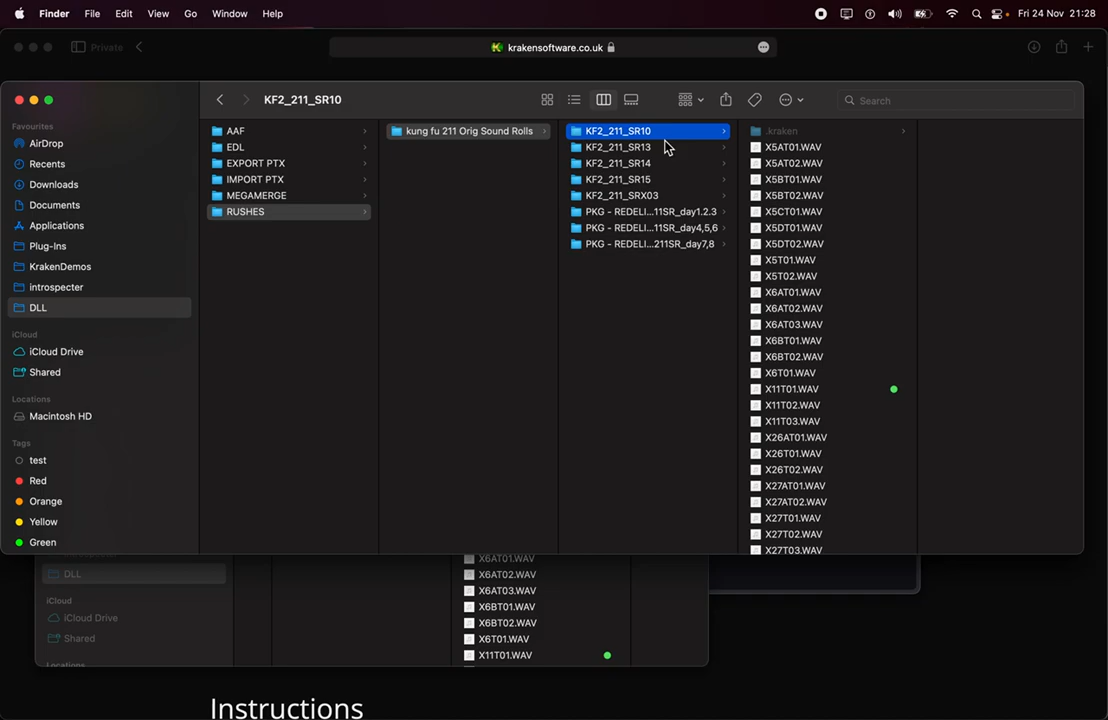 Finder File Edit View Go Window Help Fri 24 Nov 21:28
Private krakensoftware.co.uk
KF2_211_SR10 Search
Favourites
AirDrop
Recents
Downloads
Documents
Applications
Plug-Ins
KrakenDemos
introspecter
DLL
iCloud
iCloud Drive
Shared
Locations
Macintosh HD
Tags
test
Red
Orange
Yellow
Green
AAF
EDL
EXPORT PTX
IMPORT PTX
MEGAMERGE
RUSHES
kung fu 211 Orig Sound Rolls
KF2_211_SR10
KF2_211_SR13
KF2_211_SR14
KF2_211_SR15
KF2_211_SRX03
PKG - REDELI...11SR_day1.2.3
PKG - REDELI...11SR_day4,5,6
PKG - REDELI...211SR_day7,8
.kraken
X5AT01.WAV
X5AT02.WAV
X5BT01.WAV
X5BT02.WAV
X5CT01.WAV
X5DT01.WAV
X5DT02.WAV
X5T01.WAV
X5T02.WAV
X6AT01.WAV
X6AT02.WAV
X6AT03.WAV
X6BT01.WAV
X6BT02.WAV
X6T01.WAV
X11T01.WAV
X11T02.WAV
X11T03.WAV
X26AT01.WAV
X26T01.WAV
X26T02.WAV
X27AT01.WAV
X27AT02.WAV
X27T01.WAV
X27T02.WAV
X27T03.WAV
DLL
iCloud
iCloud Drive
Shared
Locations
X6AT01.WAV
X6AT02.WAV
X6AT03.WAV
X6BT01.WAV
X6BT02.WAV
X6T01.WAV
X11T01.WAV
Instructions